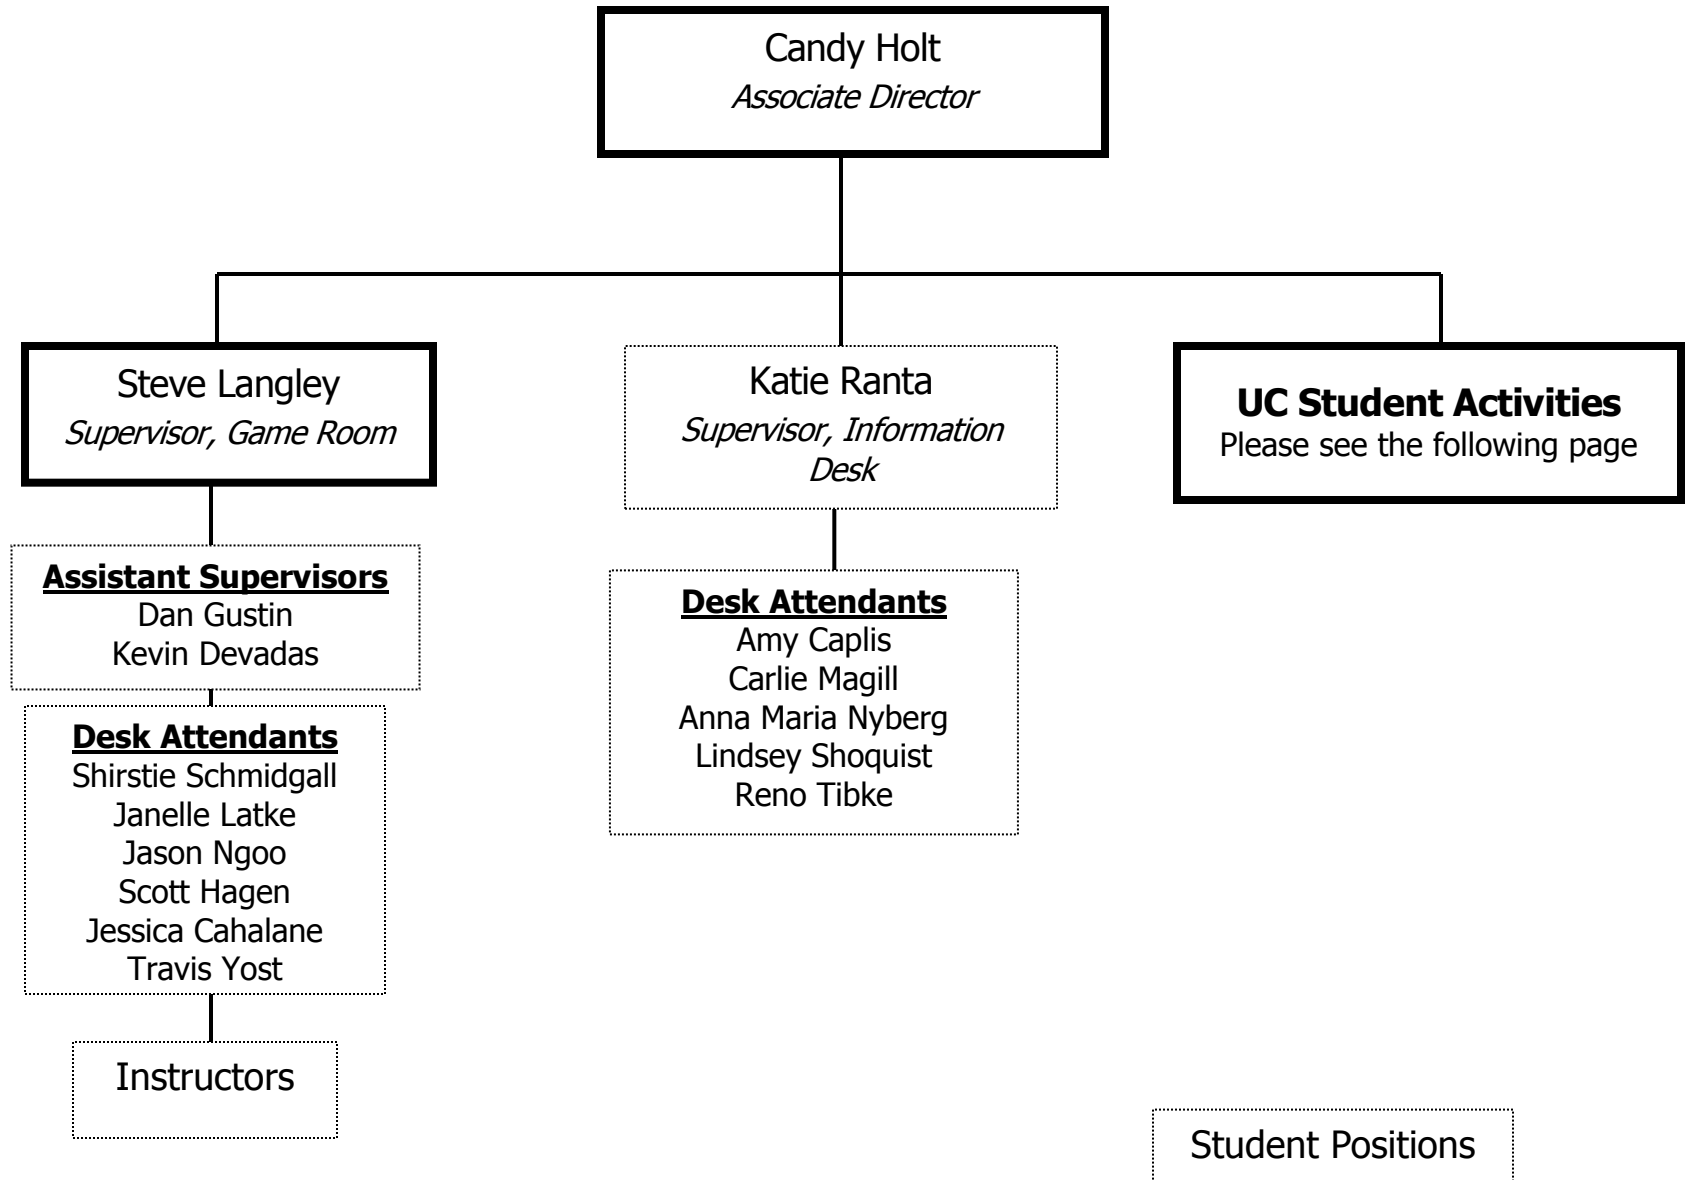 Candy Holt
Associate Director
Steve Langley
Supervisor, Game Room
Assistant Supervisors
Dan Gustin
Kevin Devadas
Desk Attendants
Shirstie Schmidgall
Janelle Latke
Jason Ngoo
Scott Hagen
Jessica Cahalane
Travis Yost
Instructors
Katie Ranta
Supervisor, Information
Desk
Desk Attendants
Amy Caplis
Carlie Magill
Anna Maria Nyberg
Lindsey Shoquist
Reno Tibke
UC Student Activities
Please see the following page
Student Positions